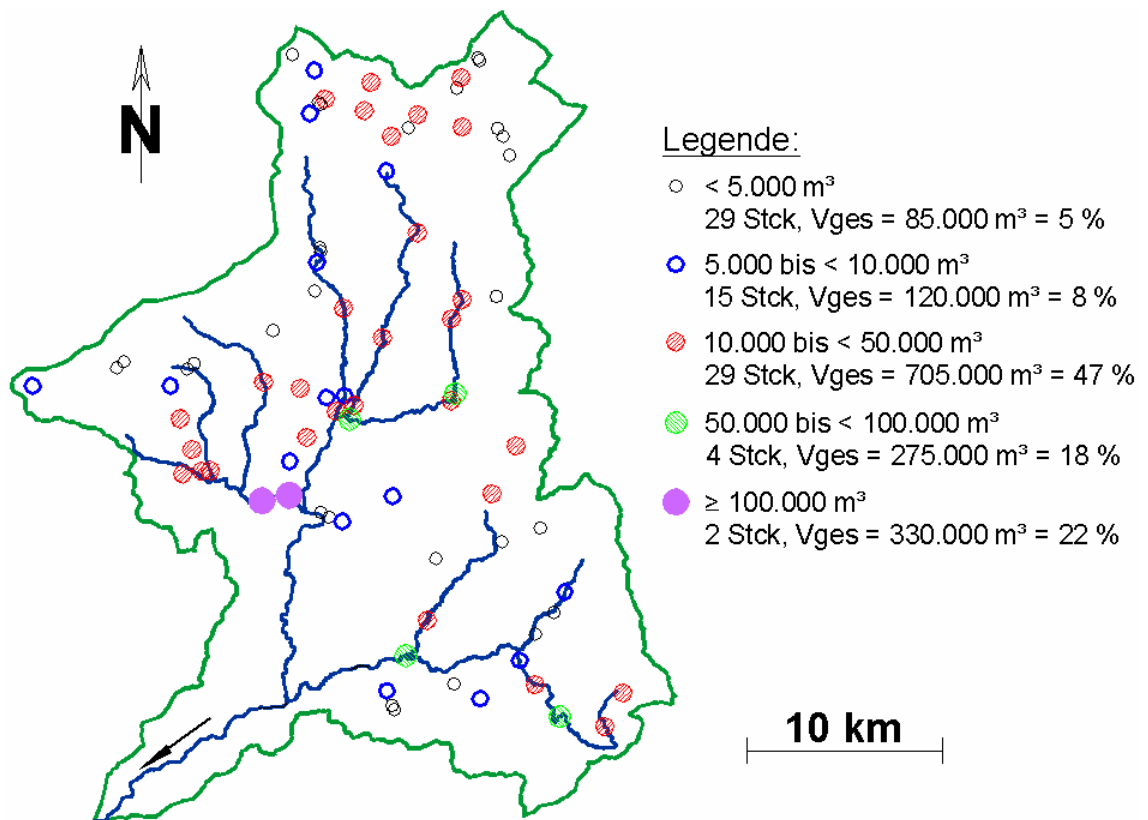 N
Legende:
< 5.000 m³
29 Stck, Vges = 85.000 m³ = 5 %
5.000 bis < 10.000 m³
15 Stck, Vges = 120.000 m³ = 8 %
10.000 bis < 50.000 m³
29 Stck, Vges = 705.000 m³ = 47 %
50.000 bis < 100.000 m³
4 Stck, Vges = 275.000 m³ = 18 %
≥ 100.000 m³
2 Stck, Vges = 330.000 m³ = 22 %
10 km